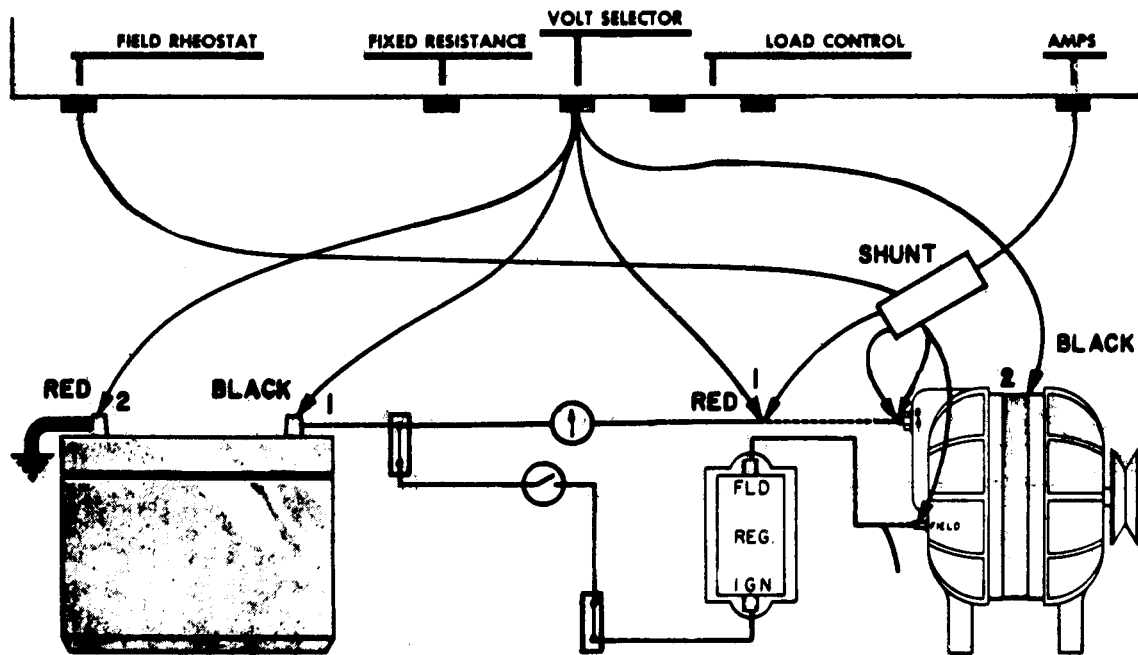 FIELD RHEOSTAT
FIXED RESISTANCE
VOLT SELECTOR
LOAD CONTROL
AMPS
SHUNT
BLACK
RED
2
BLACK
1
1
RED
2
FLD
REG.
IGN
FIELD